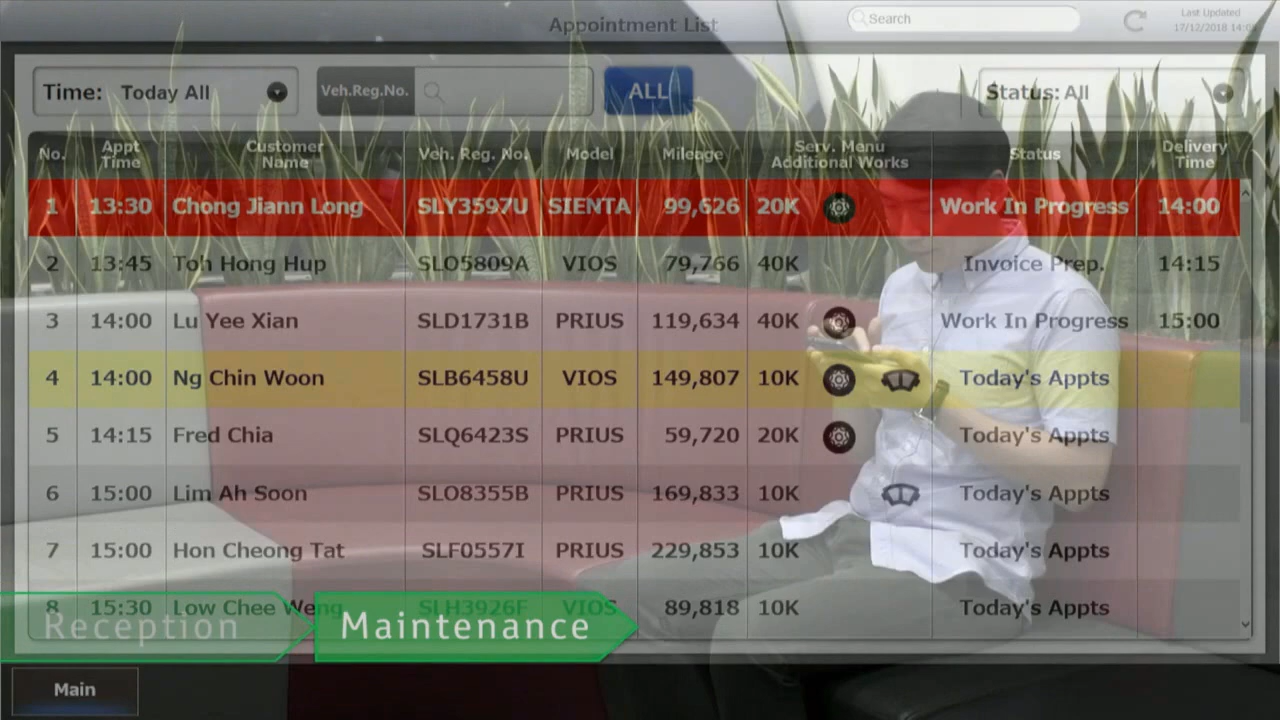 Appointment List
Search
Last Updated
17/12/2018 14:0
Time: Today All
Veh.Reg.No.
ALL
Status: All
No. Appt Time Customer Name Veh. Reg. No. Model Mileage Serv. Menu Additional Works Status Delivery Time
1 13:30 Chong Jiann Long SLY3597U SIENTA 99,626 20K Work In Progress 14:00
2 13:45 Toh Hong Hup SLO5809A VIOS 79,766 40K Invoice Prep. 14:15
3 14:00 Lu Yee Xian SLD1731B PRIUS 119,634 40K Work In Progress 15:00
4 14:00 Ng Chin Woon SLB6458U VIOS 149,807 10K Today's Appts
5 14:15 Fred Chia SLQ6423S PRIUS 59,720 20K Today's Appts
6 15:00 Lim Ah Soon SLO8355B PRIUS 169,833 10K Today's Appts
7 15:00 Hon Cheong Tat SLF0557I PRIUS 229,853 10K Today's Appts
8 15:30 Low Chee Weng SLH3926F VIOS 89,818 10K Today's Appts
Reception Maintenance
Main